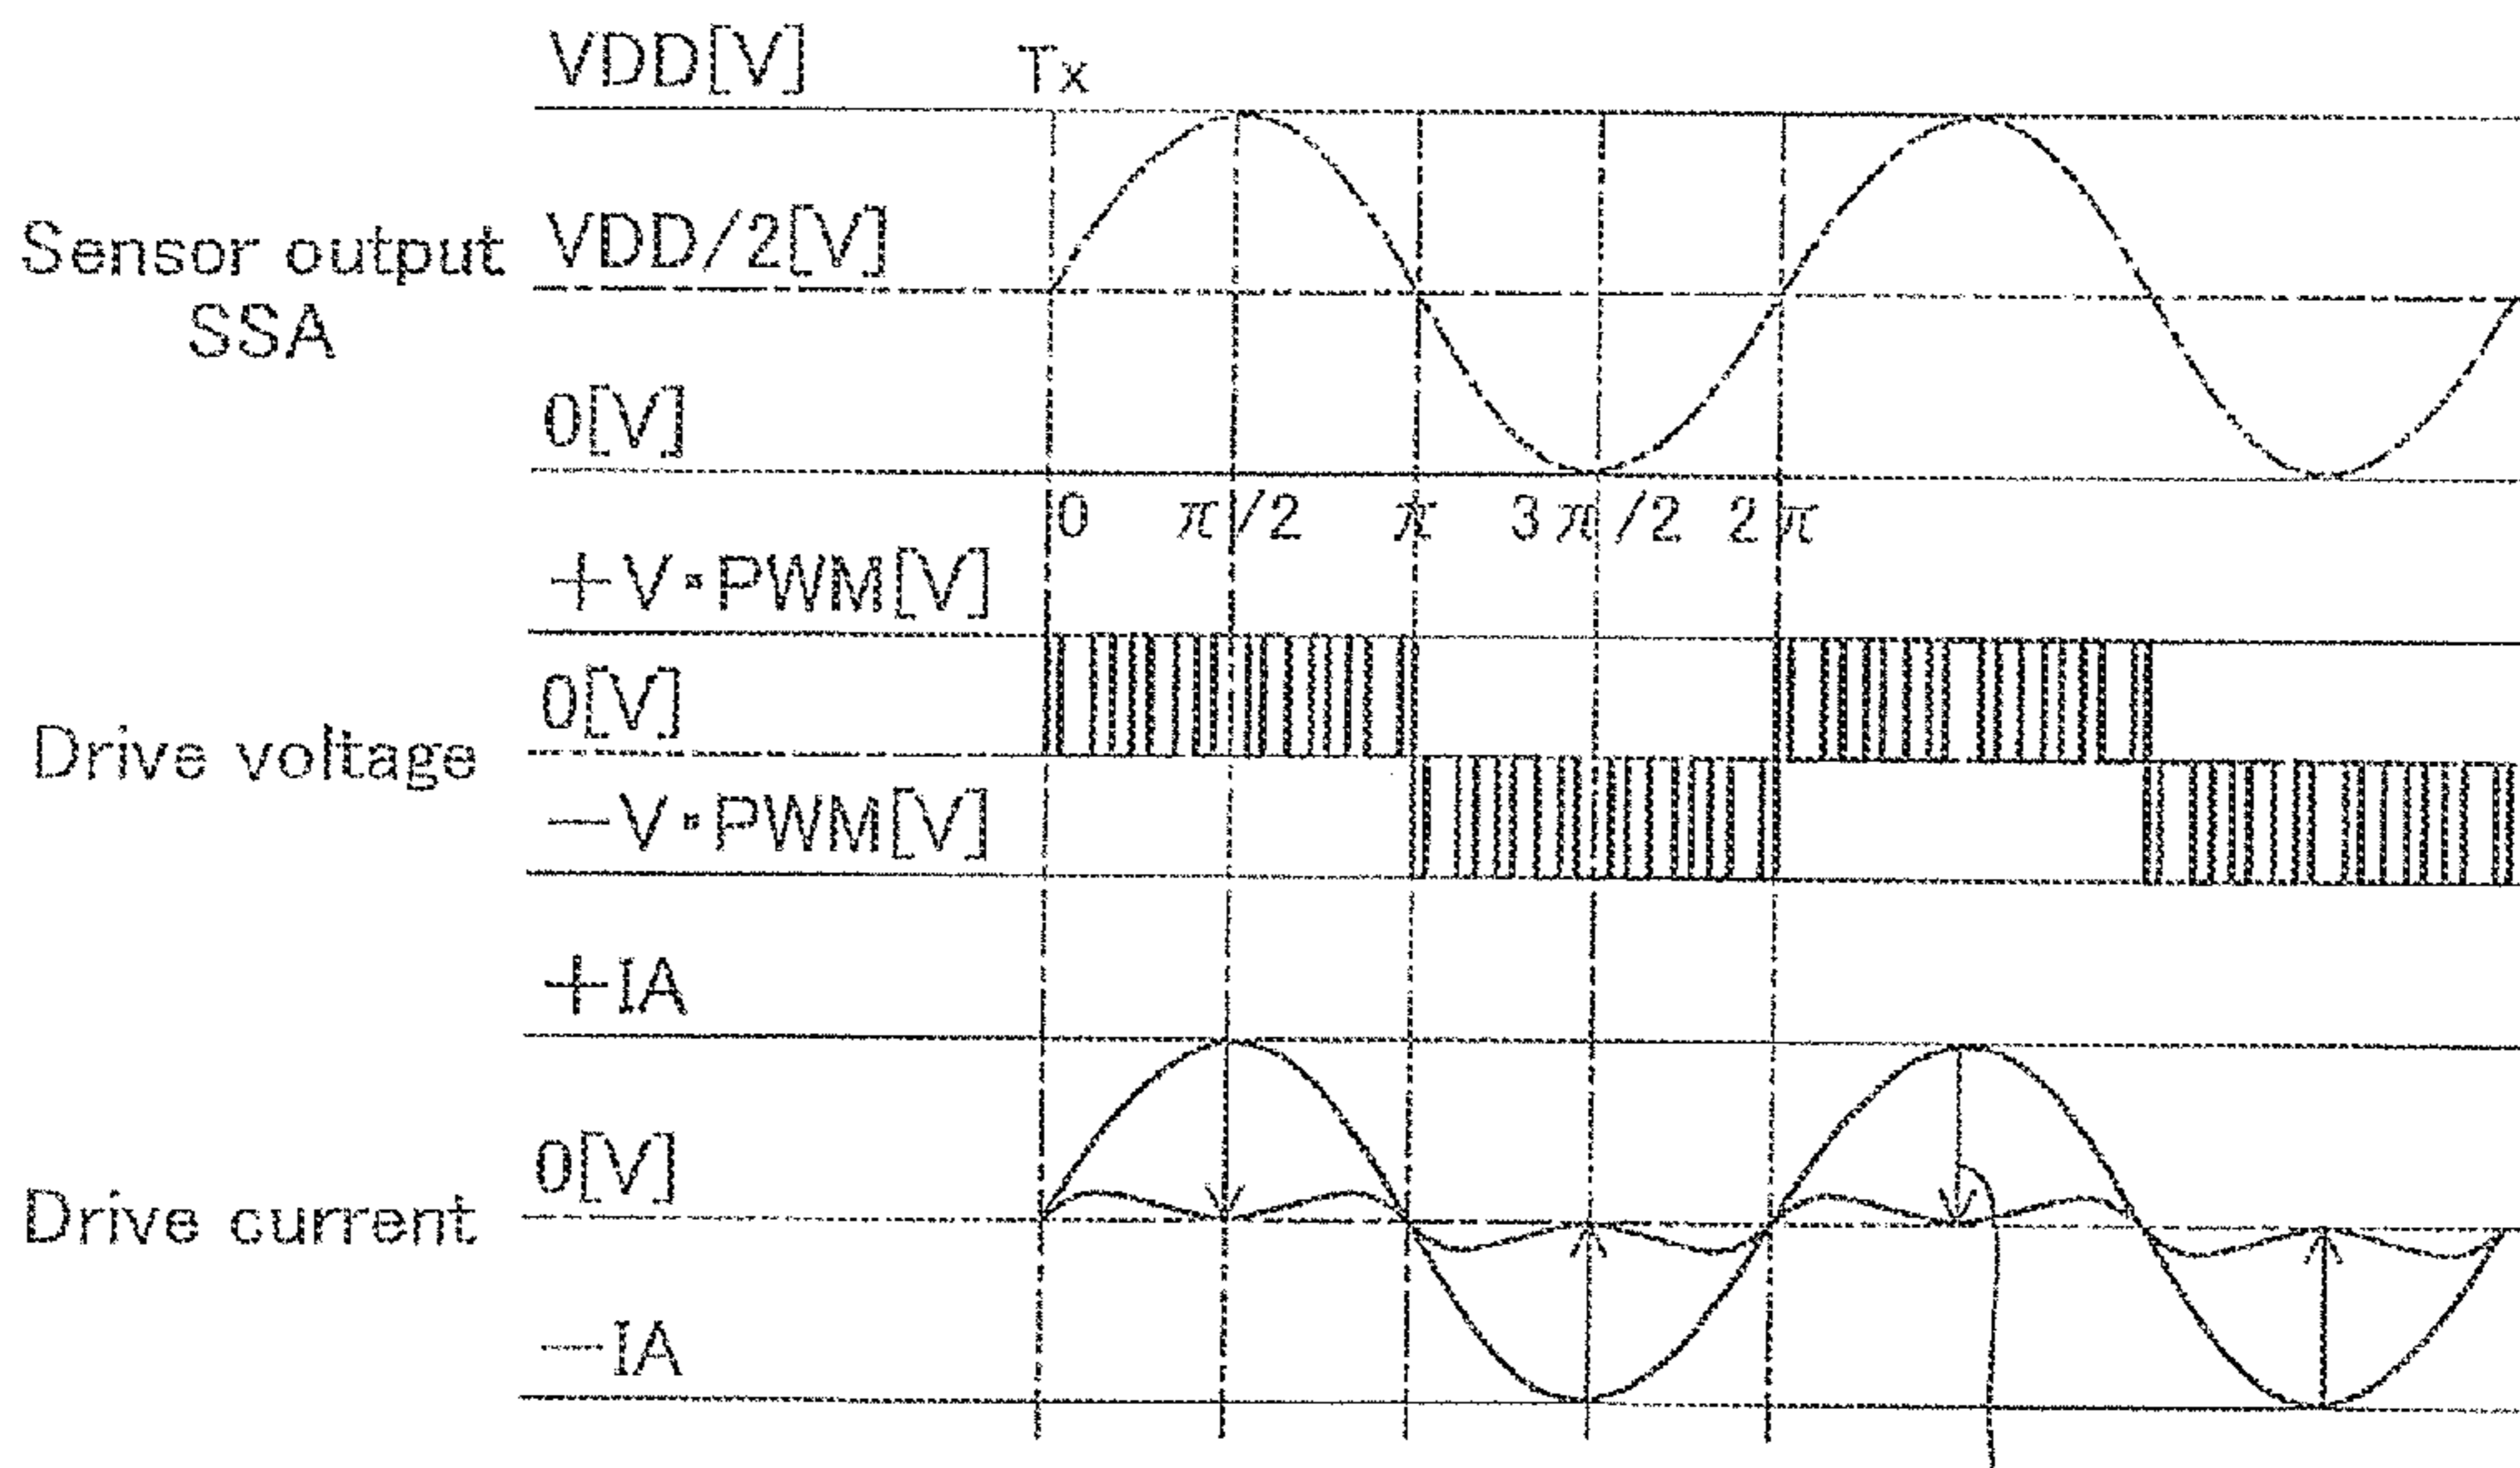 VDD[V]
Tx
Sensor output
SSA
VDD/2[V]
0[V]
0 π/2 π 3π/2 2π
+V·PWM[V]
Drive voltage
0[V]
-V·PWM[V]
+IA
Drive current
0[V]
-IA